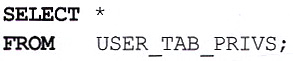 SELECT *
FROM USER_TAB_PRIVS;